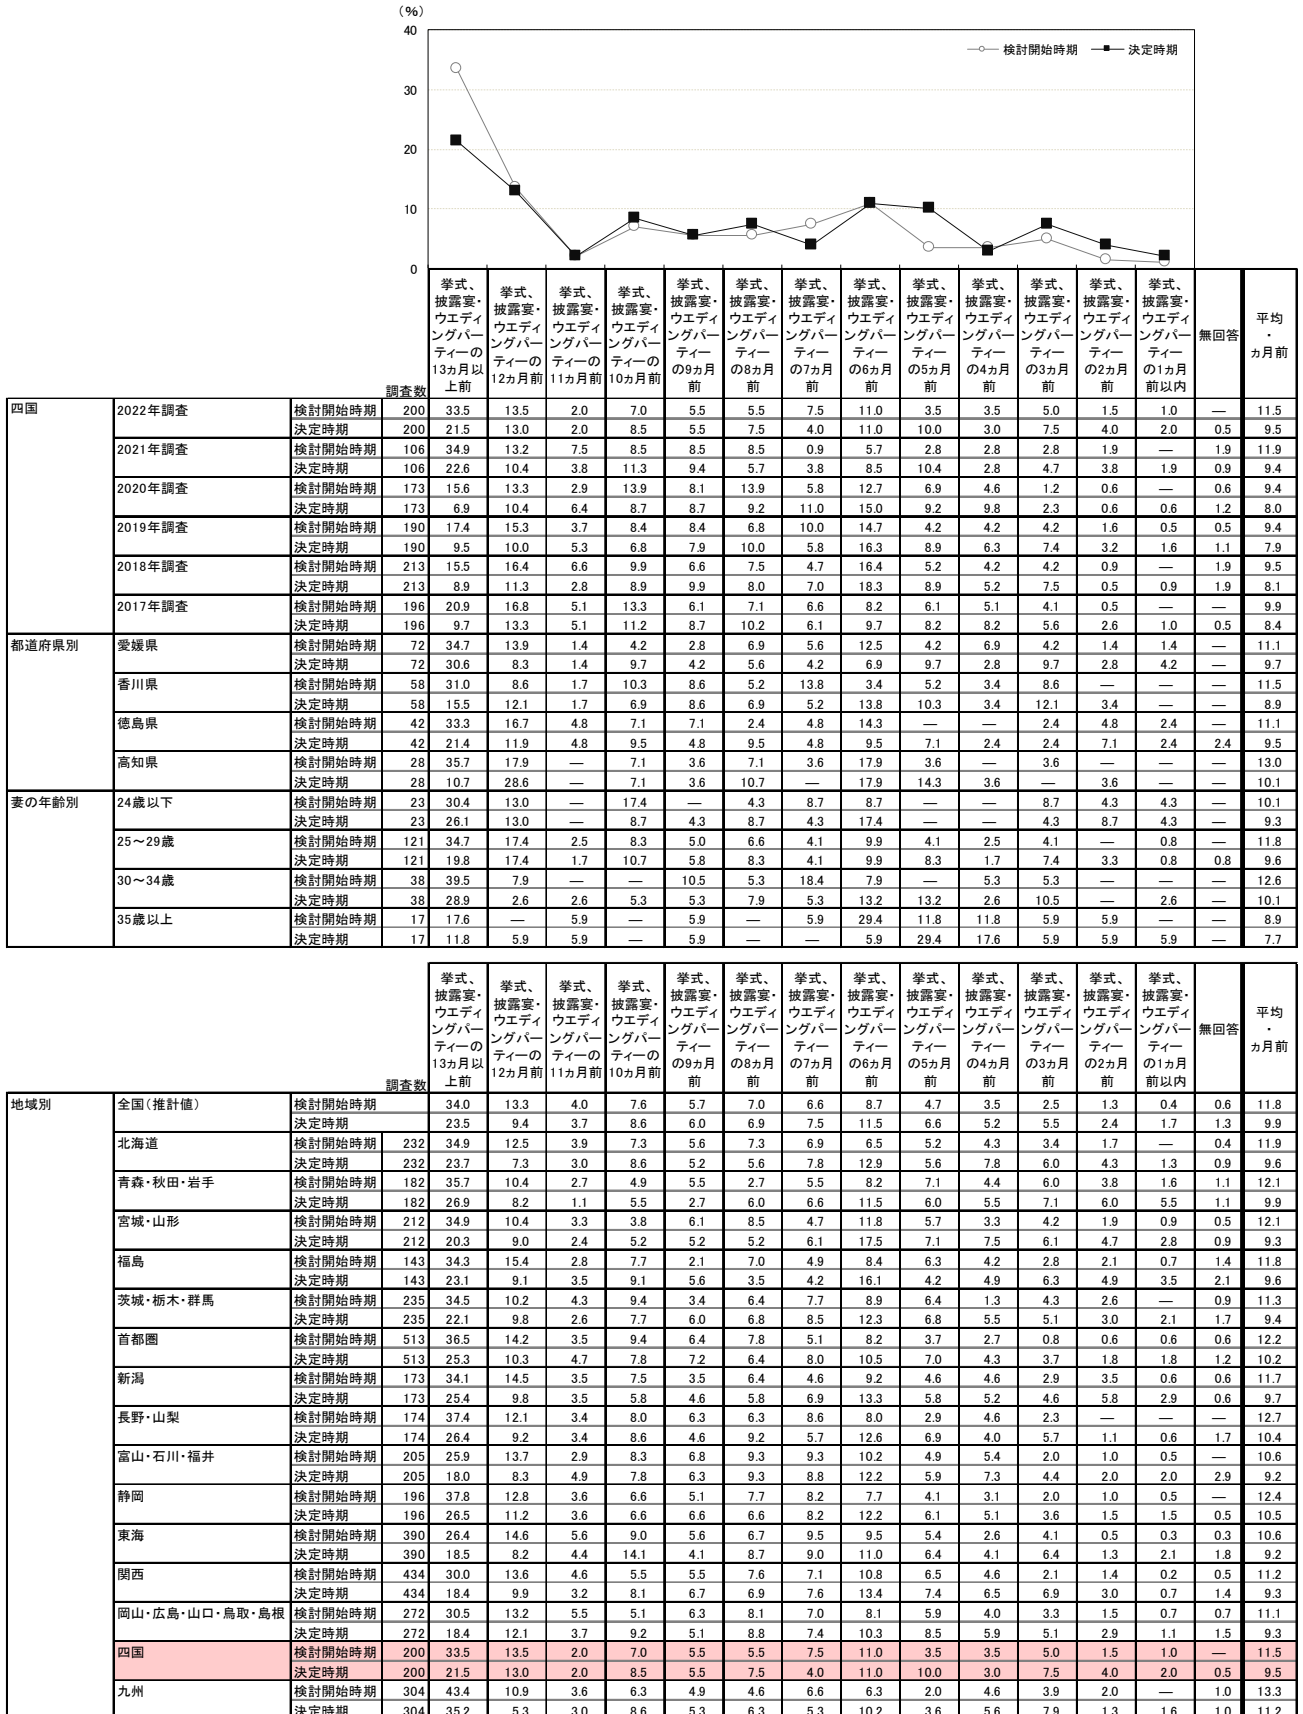 （%）
40
30
20
10
0
検討開始時期 決定時期
調査数 挙式、披露宴・ウエディングパーティーの13ヵ月以上前 挙式、披露宴・ウエディングパーティーの12ヵ月前 挙式、披露宴・ウエディングパーティーの11ヵ月前 挙式、披露宴・ウエディングパーティーの10ヵ月前 挙式、披露宴・ウエディングパーティーの9ヵ月前 挙式、披露宴・ウエディングパーティーの8ヵ月前 挙式、披露宴・ウエディングパーティーの7ヵ月前 挙式、披露宴・ウエディングパーティーの6ヵ月前 挙式、披露宴・ウエディングパーティーの5ヵ月前 挙式、披露宴・ウエディングパーティーの4ヵ月前 挙式、披露宴・ウエディングパーティーの3ヵ月前 挙式、披露宴・ウエディングパーティーの2ヵ月前 挙式、披露宴・ウエディングパーティーの1ヵ月前以内 無回答 平均・ヵ月前
四国 2022年調査 検討開始時期 200 33.5 13.5 2.0 7.0 5.5 5.5 7.5 11.0 3.5 3.5 5.0 1.5 1.0 — 11.5
決定時期 200 21.5 13.0 2.0 8.5 5.5 7.5 4.0 11.0 10.0 3.0 7.5 4.0 2.0 0.5 9.5
2021年調査 検討開始時期 106 34.9 13.2 7.5 8.5 8.5 8.5 0.9 5.7 2.8 2.8 2.8 1.9 — 1.9 11.9
決定時期 106 22.6 10.4 3.8 11.3 9.4 5.7 3.8 8.5 10.4 2.8 4.7 3.8 1.9 0.9 9.4
2020年調査 検討開始時期 173 15.6 13.3 2.9 13.9 8.1 13.9 5.8 12.7 6.9 4.6 1.2 0.6 — 0.6 9.4
決定時期 173 6.9 10.4 6.4 8.7 8.7 9.2 11.0 15.0 9.2 9.8 2.3 0.6 0.6 1.2 8.0
2019年調査 検討開始時期 190 17.4 15.3 3.7 8.4 8.4 6.8 10.0 14.7 4.2 4.2 4.2 1.6 0.5 0.5 9.4
決定時期 190 9.5 10.0 5.3 6.8 7.9 10.0 5.8 16.3 8.9 6.3 7.4 3.2 1.6 1.1 7.9
2018年調査 検討開始時期 213 15.5 16.4 6.6 9.9 6.6 7.5 4.7 16.4 5.2 4.2 4.2 0.9 — 1.9 9.5
決定時期 213 8.9 11.3 2.8 8.9 9.9 8.0 7.0 18.3 8.9 5.2 7.5 0.5 0.9 1.9 8.1
2017年調査 検討開始時期 196 20.9 16.8 5.1 13.3 6.1 7.1 6.6 8.2 6.1 5.1 4.1 0.5 — — 9.9
決定時期 196 9.7 13.3 5.1 11.2 8.7 10.2 6.1 9.7 8.2 8.2 5.6 2.6 1.0 0.5 8.4
都道府県別 愛媛県 検討開始時期 72 34.7 13.9 1.4 4.2 2.8 6.9 5.6 12.5 4.2 6.9 4.2 1.4 1.4 — 11.1
決定時期 72 30.6 8.3 1.4 9.7 4.2 5.6 4.2 6.9 9.7 2.8 9.7 2.8 4.2 — 9.7
香川県 検討開始時期 58 31.0 8.6 1.7 10.3 8.6 5.2 13.8 3.4 5.2 3.4 8.6 — — — 11.5
決定時期 58 15.5 12.1 1.7 6.9 8.6 6.9 5.2 13.8 10.3 3.4 12.1 3.4 — — 8.9
徳島県 検討開始時期 42 33.3 16.7 4.8 7.1 7.1 2.4 4.8 14.3 — — 2.4 4.8 2.4 — 11.1
決定時期 42 21.4 11.9 4.8 9.5 4.8 9.5 4.8 9.5 7.1 2.4 2.4 7.1 2.4 2.4 9.5
高知県 検討開始時期 28 35.7 17.9 — 7.1 3.6 7.1 3.6 17.9 3.6 — 3.6 — — — 13.0
決定時期 28 10.7 28.6 — 7.1 3.6 10.7 — 17.9 14.3 3.6 — 3.6 — — 10.1
妻の年齢別 24歳以下 検討開始時期 23 30.4 13.0 — 17.4 — 4.3 8.7 8.7 — — 8.7 4.3 4.3 — 10.1
決定時期 23 26.1 13.0 — 8.7 4.3 8.7 4.3 17.4 — — 4.3 8.7 4.3 — 9.3
25～29歳 検討開始時期 121 34.7 17.4 2.5 8.3 5.0 6.6 4.1 9.9 4.1 2.5 4.1 — 0.8 — 11.8
決定時期 121 19.8 17.4 1.7 10.7 5.8 8.3 4.1 9.9 8.3 1.7 7.4 3.3 0.8 0.8 9.6
30～34歳 検討開始時期 38 39.5 7.9 — — 10.5 5.3 18.4 7.9 — 5.3 5.3 — — — 12.6
決定時期 38 28.9 2.6 2.6 5.3 5.3 7.9 5.3 13.2 13.2 2.6 10.5 — 2.6 — 10.1
35歳以上 検討開始時期 17 17.6 — 5.9 — 5.9 — 5.9 29.4 11.8 11.8 5.9 5.9 — — 8.9
決定時期 17 11.8 5.9 5.9 — 5.9 — — 5.9 29.4 17.6 5.9 5.9 5.9 — 7.7
調査数 挙式、披露宴・ウエディングパーティーの13ヵ月以上前 挙式、披露宴・ウエディングパーティーの12ヵ月前 挙式、披露宴・ウエディングパーティーの11ヵ月前 挙式、披露宴・ウエディングパーティーの10ヵ月前 挙式、披露宴・ウエディングパーティーの9ヵ月前 挙式、披露宴・ウエディングパーティーの8ヵ月前 挙式、披露宴・ウエディングパーティーの7ヵ月前 挙式、披露宴・ウエディングパーティーの6ヵ月前 挙式、披露宴・ウエディングパーティーの5ヵ月前 挙式、披露宴・ウエディングパーティーの4ヵ月前 挙式、披露宴・ウエディングパーティーの3ヵ月前 挙式、披露宴・ウエディングパーティーの2ヵ月前 挙式、披露宴・ウエディングパーティーの1ヵ月前以内 無回答 平均・ヵ月前
地域別 全国（推計値） 検討開始時期 34.0 13.3 4.0 7.6 5.7 7.0 6.6 8.7 4.7 3.5 2.5 1.3 0.4 0.6 11.8
決定時期 23.5 9.4 3.7 8.6 6.0 6.9 7.5 11.5 6.6 5.2 5.5 2.4 1.7 1.3 9.9
北海道 検討開始時期 232 34.9 12.5 3.9 7.3 5.6 7.3 6.9 6.5 5.2 4.3 3.4 1.7 — 0.4 11.9
決定時期 232 23.7 7.3 3.0 8.6 5.2 5.6 7.8 12.9 5.6 7.8 6.0 4.3 1.3 0.9 9.6
青森・秋田・岩手 検討開始時期 182 35.7 10.4 2.7 4.9 5.5 2.7 5.5 8.2 7.1 4.4 6.0 3.8 1.6 1.1 12.1
決定時期 182 26.9 8.2 1.1 5.5 2.7 6.0 6.6 11.5 6.0 5.5 7.1 6.0 5.5 1.1 9.9
宮城・山形 検討開始時期 212 34.9 10.4 3.3 3.8 6.1 8.5 4.7 11.8 5.7 3.3 4.2 1.9 0.9 0.5 12.1
決定時期 212 20.3 9.0 2.4 5.2 5.2 5.2 6.1 17.5 7.1 7.5 6.1 4.7 2.8 0.9 9.3
福島 検討開始時期 143 34.3 15.4 2.8 7.7 2.1 7.0 4.9 8.4 6.3 4.2 2.8 2.1 0.7 1.4 11.8
決定時期 143 23.1 9.1 3.5 9.1 5.6 3.5 4.2 16.1 4.2 4.9 6.3 4.9 3.5 2.1 9.6
茨城・栃木・群馬 検討開始時期 235 34.5 10.2 4.3 9.4 3.4 6.4 7.7 8.9 6.4 1.3 4.3 2.6 — 0.9 11.3
決定時期 235 22.1 9.8 2.6 7.7 6.0 6.8 8.5 12.3 6.8 5.5 5.1 3.0 2.1 1.7 9.4
首都圏 検討開始時期 513 36.5 14.2 3.5 9.4 6.4 7.8 5.1 8.2 3.7 2.7 0.8 0.6 0.6 0.6 12.2
決定時期 513 25.3 10.3 4.7 7.8 7.2 6.4 8.0 10.5 7.0 4.3 3.7 1.8 1.8 1.2 10.2
新潟 検討開始時期 173 34.1 14.5 3.5 7.5 3.5 6.4 4.6 9.2 4.6 4.6 2.9 3.5 0.6 0.6 11.7
決定時期 173 25.4 9.8 3.5 5.8 4.6 5.8 6.9 13.3 5.8 5.2 4.6 5.8 2.9 0.6 9.7
長野・山梨 検討開始時期 174 37.4 12.1 3.4 8.0 6.3 6.3 8.6 8.0 2.9 4.6 2.3 — — — 12.7
決定時期 174 26.4 9.2 3.4 8.6 4.6 9.2 5.7 12.6 6.9 4.0 5.7 1.1 0.6 1.7 10.4
富山・石川・福井 検討開始時期 205 25.9 13.7 2.9 8.3 6.8 9.3 9.3 10.2 4.9 5.4 2.0 1.0 0.5 — 10.6
決定時期 205 18.0 8.3 4.9 7.8 6.3 9.3 8.8 12.2 5.9 7.3 4.4 2.0 2.0 2.9 9.2
静岡 検討開始時期 196 37.8 12.8 3.6 6.6 5.1 7.7 8.2 7.7 4.1 3.1 2.0 1.0 0.5 — 12.4
決定時期 196 26.5 11.2 3.6 6.6 6.6 6.6 8.2 12.2 6.1 5.1 3.6 1.5 1.5 0.5 10.5
東海 検討開始時期 390 26.4 14.6 5.6 9.0 5.6 6.7 9.5 9.5 5.4 2.6 4.1 0.5 0.3 0.3 10.6
決定時期 390 18.5 8.2 4.4 14.1 4.1 8.7 9.0 11.0 6.4 4.1 6.4 1.3 2.1 1.8 9.2
関西 検討開始時期 434 30.0 13.6 4.6 5.5 5.5 7.6 7.1 10.8 6.5 4.6 2.1 1.4 0.2 0.5 11.2
決定時期 434 18.4 9.9 3.2 8.1 6.7 6.9 7.6 13.4 7.4 6.5 6.9 3.0 0.7 1.4 9.3
岡山・広島・山口・鳥取・島根 検討開始時期 272 30.5 13.2 5.5 5.1 6.3 8.1 7.0 8.1 5.9 4.0 3.3 1.5 0.7 0.7 11.1
決定時期 272 18.4 12.1 3.7 9.2 5.1 8.8 7.4 10.3 8.5 5.9 5.1 2.9 1.1 1.5 9.3
四国 検討開始時期 200 33.5 13.5 2.0 7.0 5.5 5.5 7.5 11.0 3.5 3.5 5.0 1.5 1.0 — 11.5
決定時期 200 21.5 13.0 2.0 8.5 5.5 7.5 4.0 11.0 10.0 3.0 7.5 4.0 2.0 0.5 9.5
九州 検討開始時期 304 43.4 10.9 3.6 6.3 4.9 4.6 6.6 6.3 2.0 4.6 3.9 2.0 — 1.0 13.3
決定時期 304 35.2 5.3 3.0 8.6 5.3 6.3 5.3 10.2 3.6 5.6 7.9 1.3 1.6 1.0 11.2